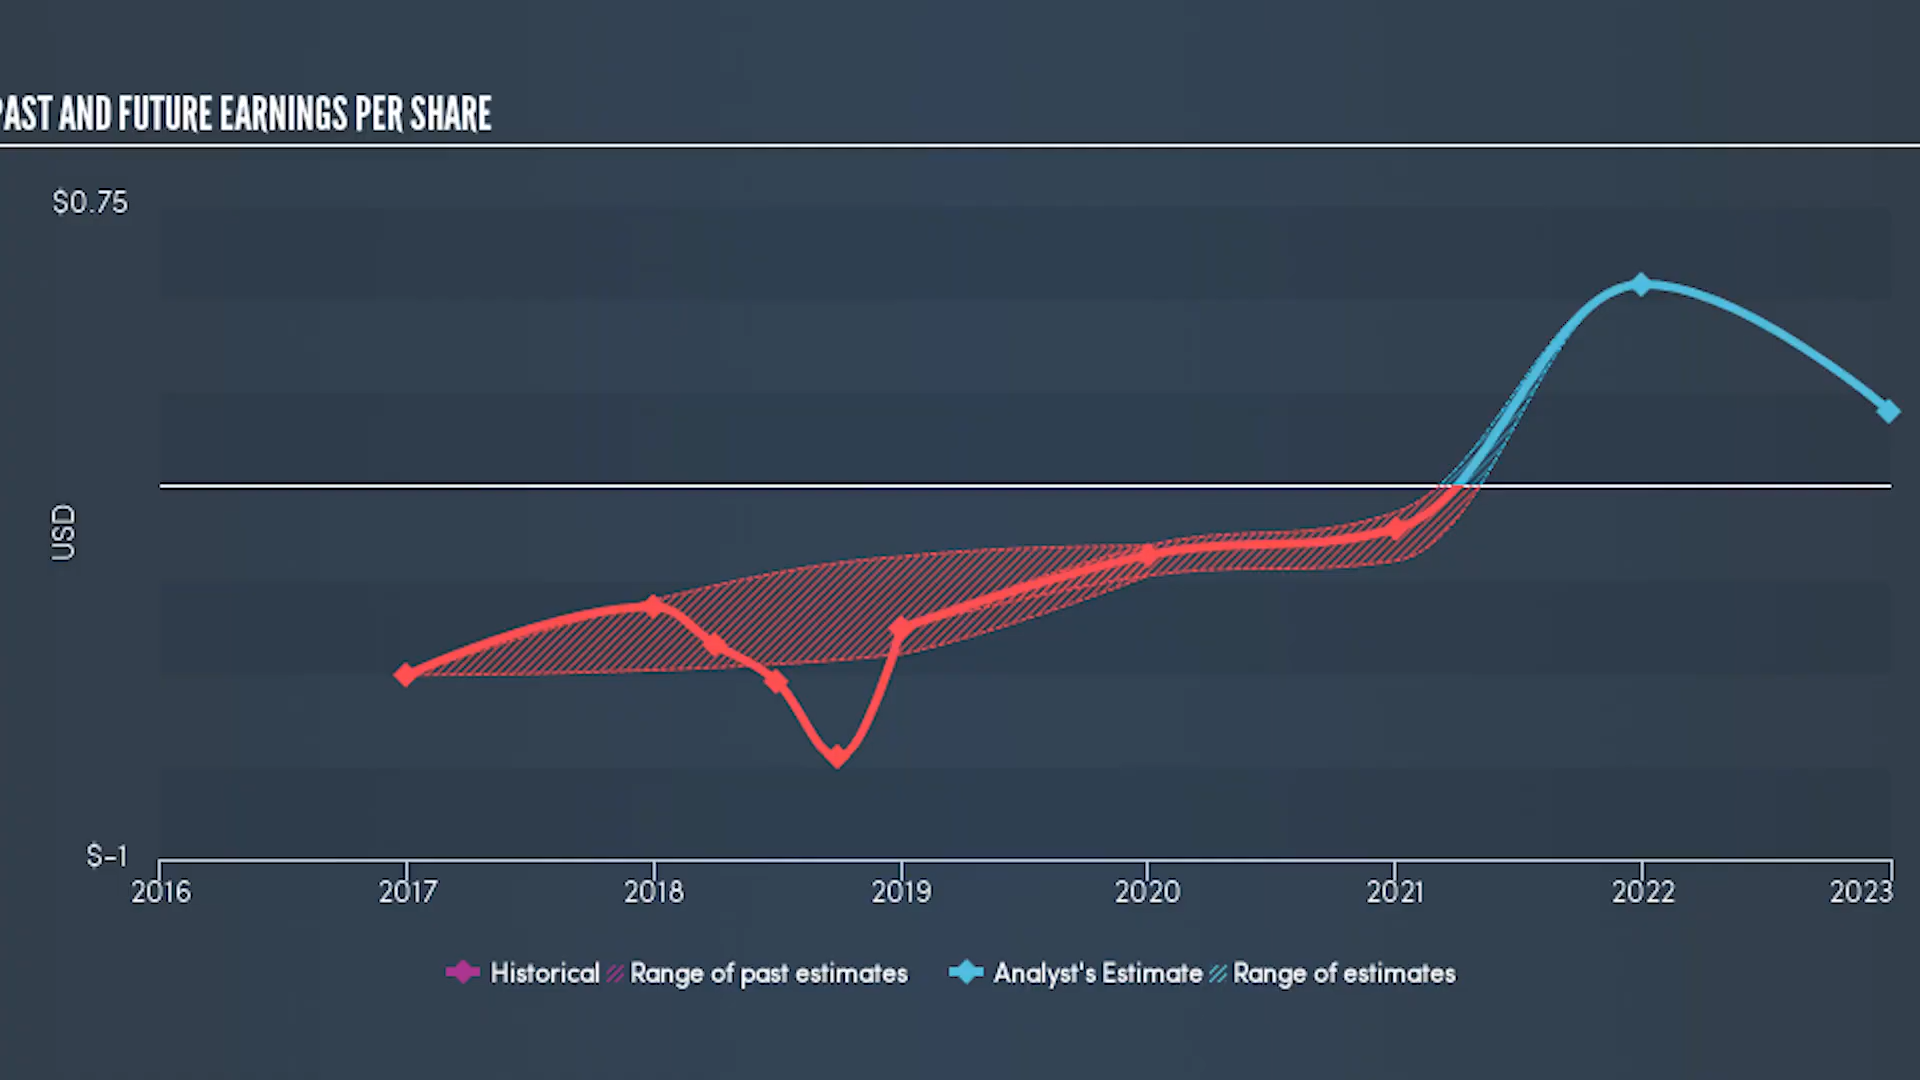 PAST AND FUTURE EARNINGS PER SHARE
$0.75
USD
$-1
2016 2017 2018 2019 2020 2021 2022 2023
Historical Range of past estimates Analyst's Estimate Range of estimates